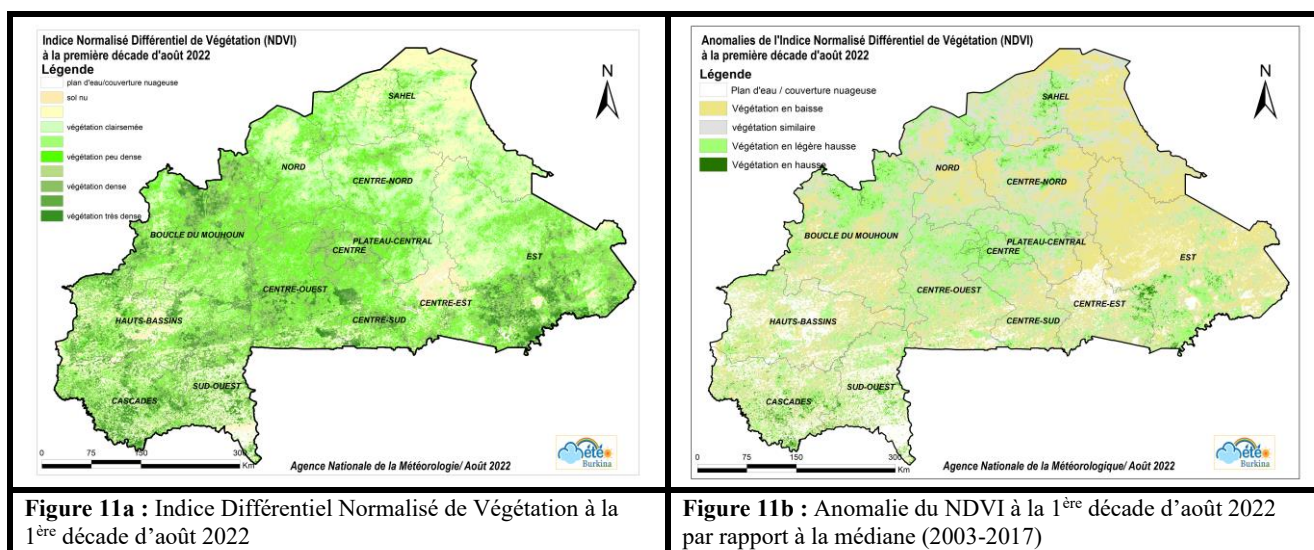 Indice Normalisé Différentiel de Végétation (NDVI)
à la première décade d'août 2022
Légende
plan d'eau/couverture nuageuse
sol nu
végétation clairsemée
végétation peu dense
végétation dense
végétation très dense
N
SAHEL
NORD
CENTRE-NORD
BOUCLE DU MOUHOUN
PLATEAU-CENTRAL
CENTRE
EST
CENTRE-OUEST
CENTRE-EST
HAUTS-BASSINS
CENTRE-SUD
SUD-OUEST
CASCADES
0 75 150 300
Km
Agence Nationale de la Météorologie/ Août 2022
été
Burkina
Anomalies de l'Indice Normalisé Différentiel de Végétation (NDVI)
à la première décade d'août 2022
Légende
Plan d'eau / couverture nuageuse
Végétation en baisse
végétation similaire
Végétation en légère hausse
Végétation en hausse
N
SAHEL
NORD
CENTRE-NORD
BOUCLE DU MOUHOUN
PLATEAU-CENTRAL
CENTRE
EST
CENTRE-OUEST
CENTRE-EST
HAUTS-BASSINS
CENTRE-SUD
SUD-OUEST
CASCADES
0 75 150 300
Km
Agence Nationale de la Météorologique/ Août 2022
été
Burkina
Figure 11a : Indice Différentiel Normalisé de Végétation à la
1ère décade d’août 2022
Figure 11b : Anomalie du NDVI à la 1ère décade d’août 2022
par rapport à la médiane (2003-2017)